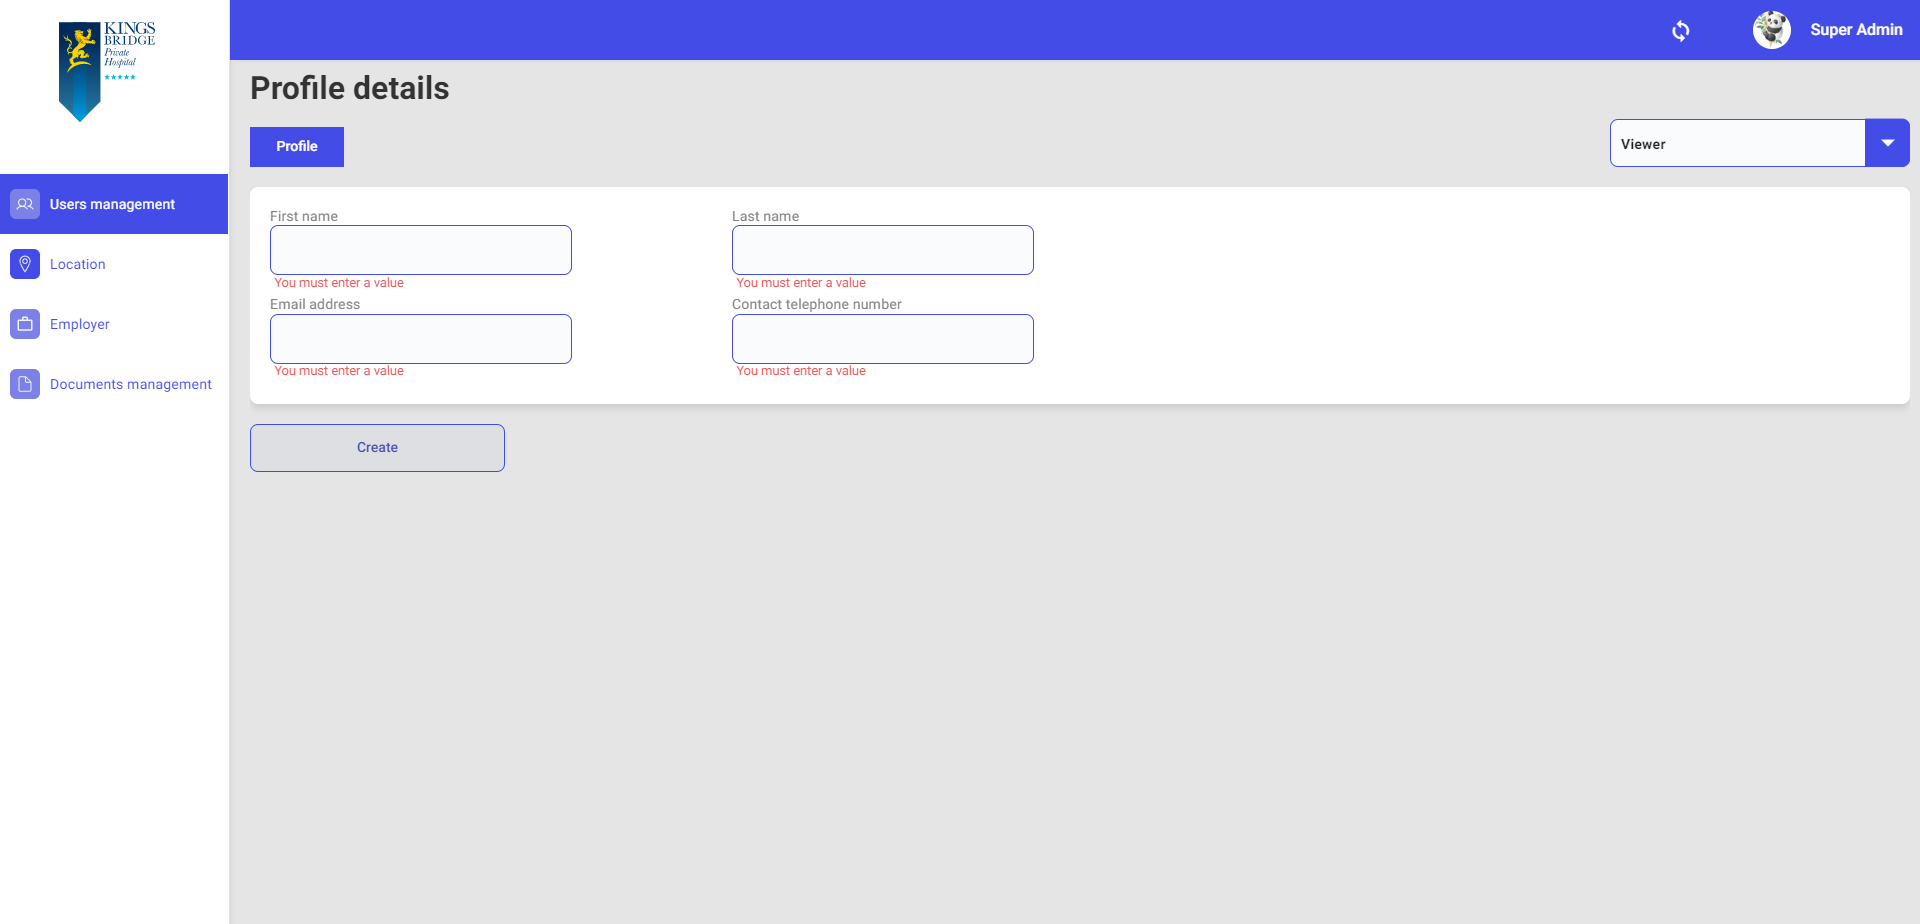 KINGS
BRIDGE
Private
Hospital
Super Admin
Profile details
Profile
Viewer
Users management
Location
Employer
Documents management
First name
Last name
You must enter a value
You must enter a value
Email address
Contact telephone number
You must enter a value
You must enter a value
Create